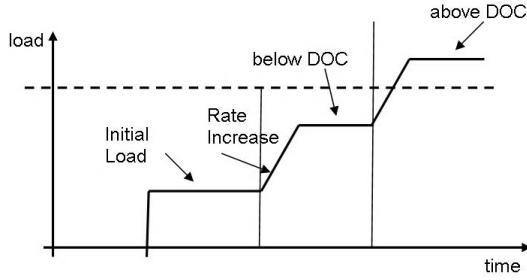 above DOC
load
below DOC
Rate
Increase
Initial
Load
time